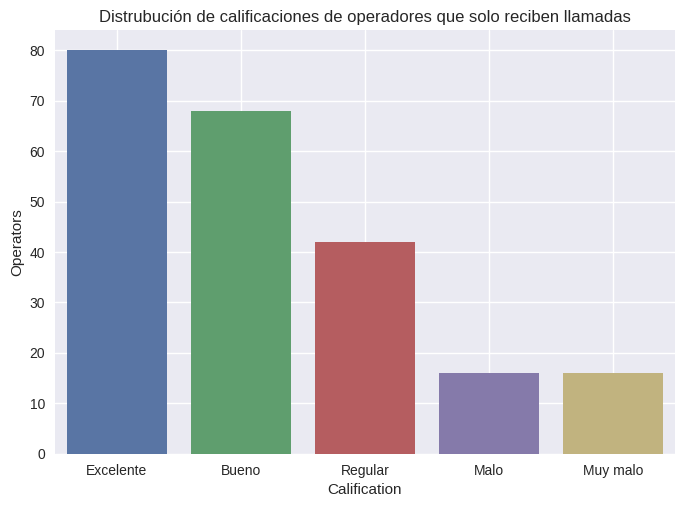 Distrubución de calificaciones de operadores que solo reciben llamadas
80
70
60
50
40
30
20
10
0
Operators
Excelente Bueno Regular Malo Muy malo
Calification